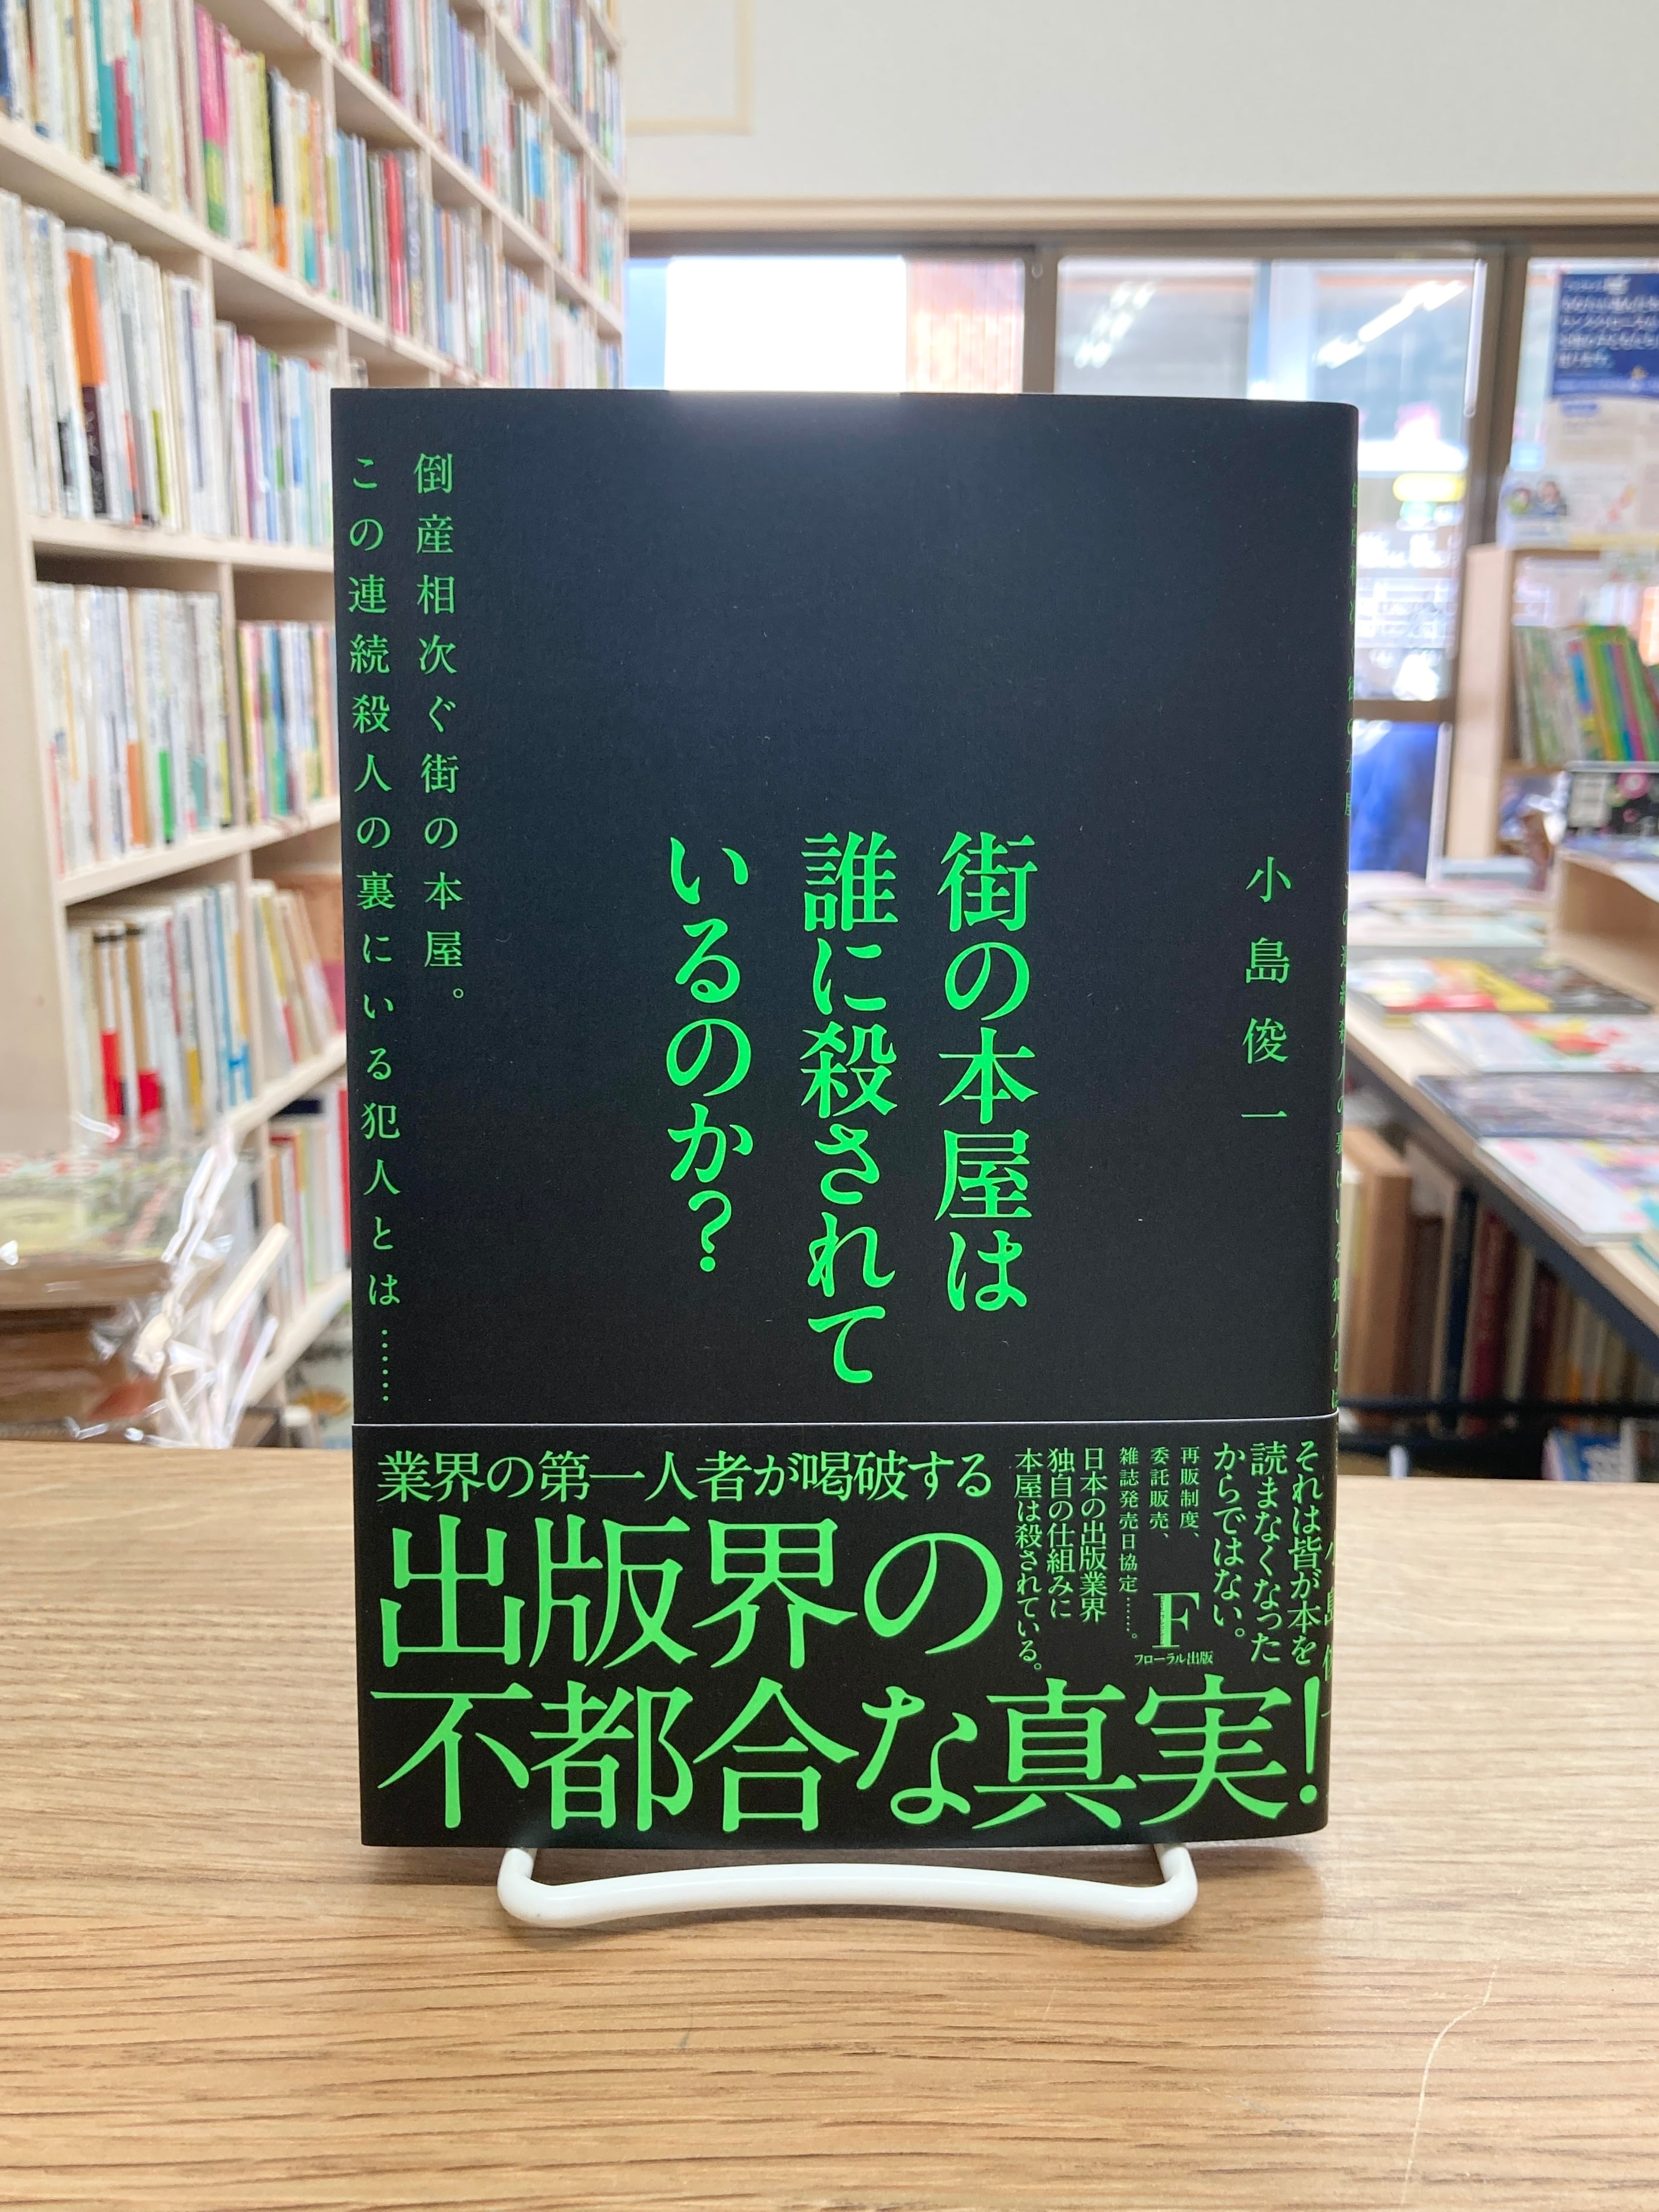 小島俊一
街の本屋は
誰に殺されて
いるのか？
倒産相次ぐ街の本屋。
この連続殺人の裏にいる犯人とは……
それは皆が本を
読まなくなった
からではない。
再販制度、
委託販売、
雑誌発売日協定……。
日本の出版業界
独自の仕組みに
本屋は殺されている。
F
フローラル出版
業界の第一人者が喝破する
出版界の
不都合な真実！